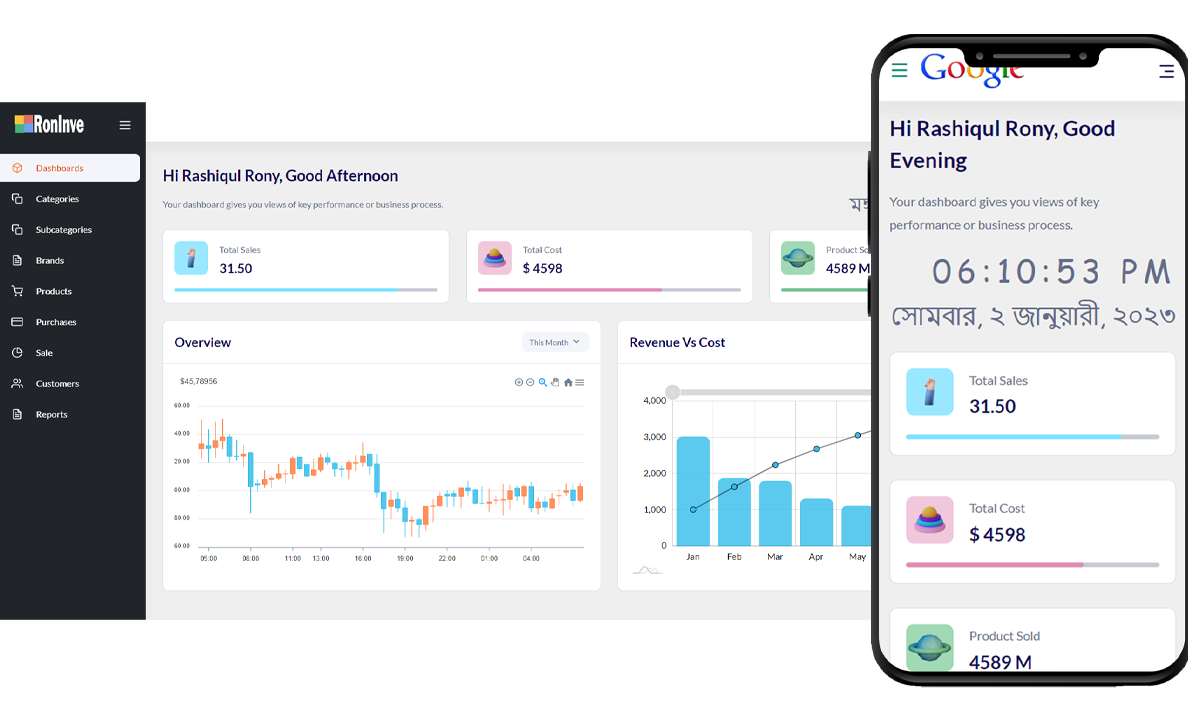 RonInve
Dashboards
Categories
Subcategories
Brands
Products
Purchases
Sale
Customers
Reports
Hi Rashiqul Rony, Good Afternoon
Your dashboard gives you views of key performance or business process.
Total Sales
31.50
Total Cost
$ 4598
Product So
4589 M
Overview
This Month
$45,78956
60.00
40.00
20.00
00.00
80.00
60.00
05:00 08:00 11:00 13:00 16:00 19:00 22:00 01:00 04:00
Revenue Vs Cost
4,000
3,000
2,000
1,000
0
Jan Feb Mar Apr May
Google
Hi Rashiqul Rony, Good
Evening
Your dashboard gives you views of key
performance or business process.
06:10:53 PM
সোমবার, ২ জানুয়ারী, ২০২৩
Total Sales
31.50
Total Cost
$ 4598
Product Sold
4589 M